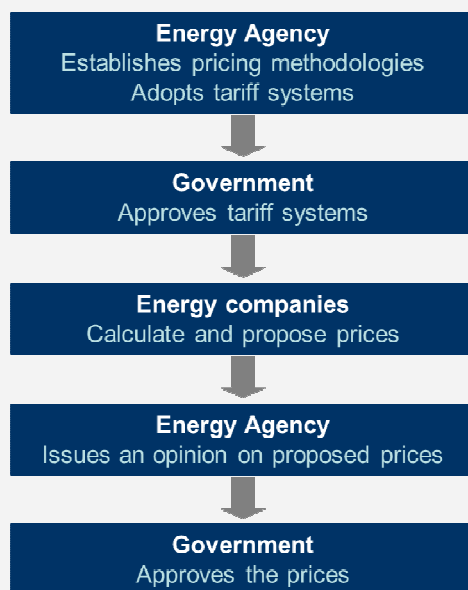 Energy Agency
Establishes pricing methodologies
Adopts tariff systems
Government
Approves tariff systems
Energy companies
Calculate and propose prices
Energy Agency
Issues an opinion on proposed prices
Government
Approves the prices